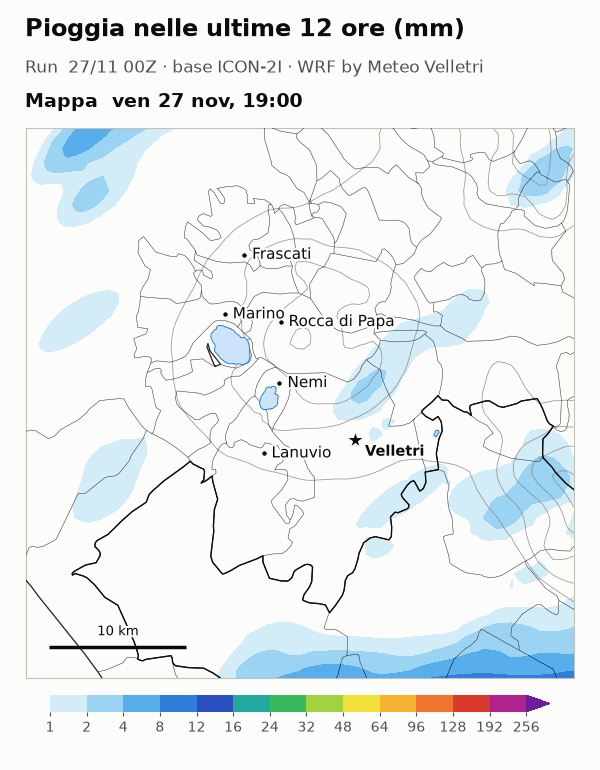 Pioggia nelle ultime 12 ore (mm)
Run  27/11 00Z · base ICON-2I · WRF by Meteo Velletri
Mappa  ven 27 nov, 19:00
Frascati
Marino
Rocca di Papa
Nemi
Velletri
Lanuvio
10 km
1 2 4 8 12 16 24 32 48 64 96 128 192 256